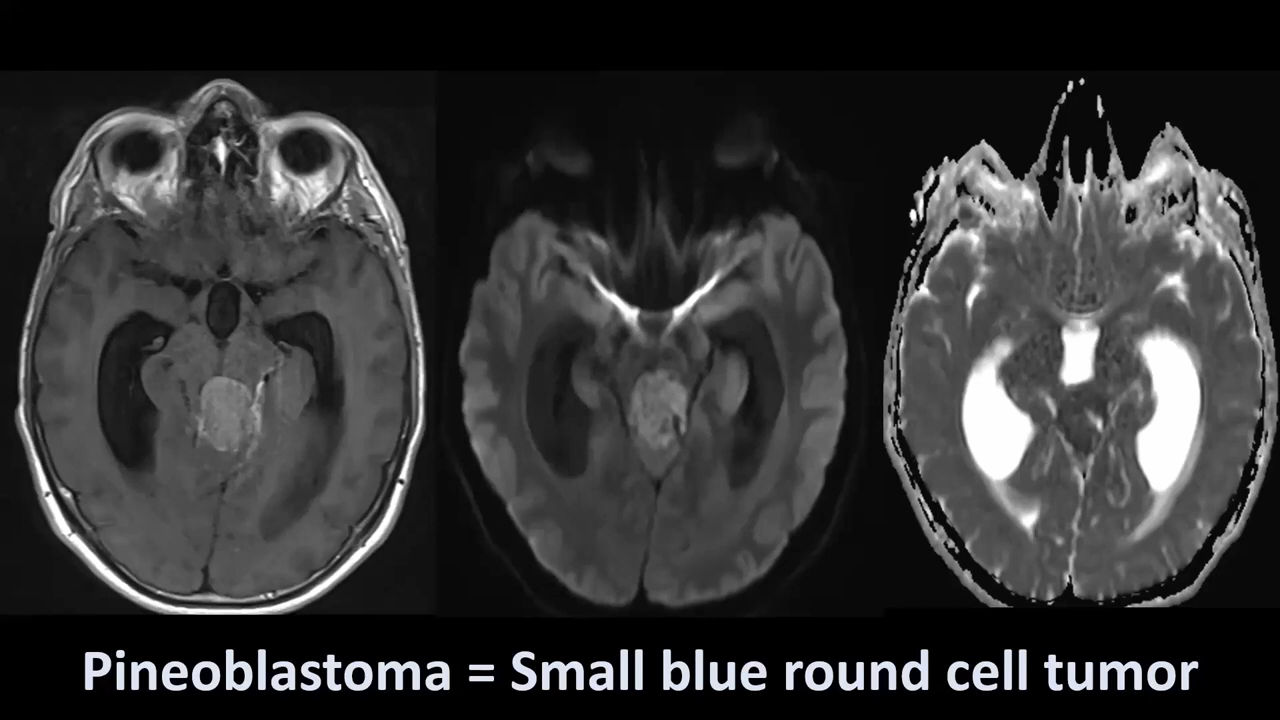 Pineoblastoma = Small blue round cell tumor